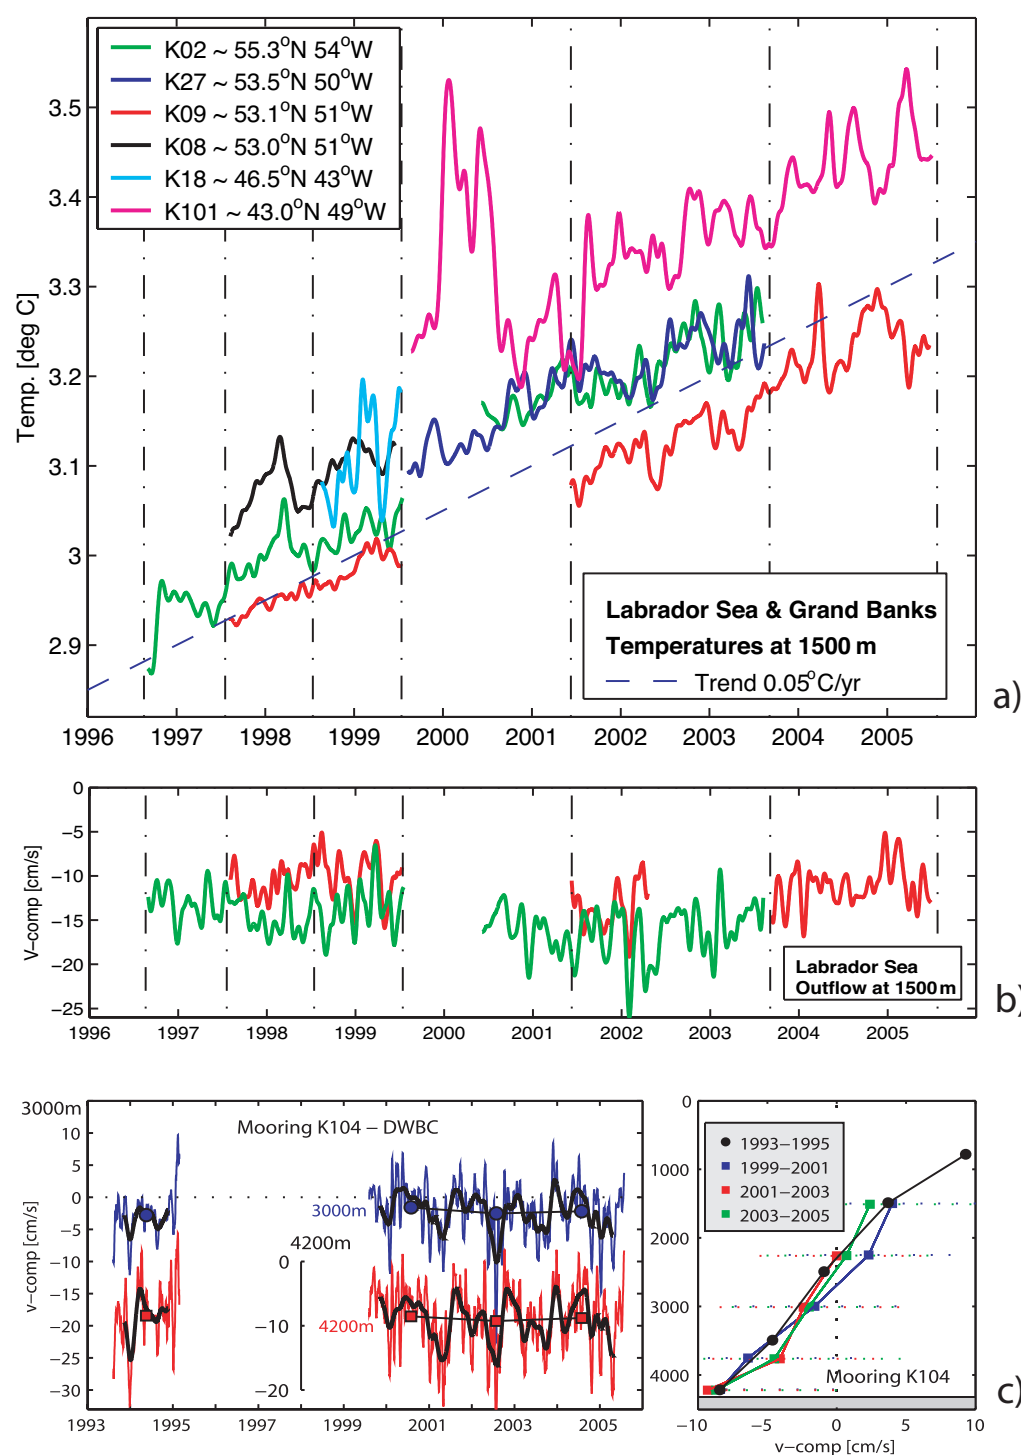 K02 ~ 55.3°N 54°W
K27 ~ 53.5°N 50°W
K09 ~ 53.1°N 51°W
K08 ~ 53.0°N 51°W
K18 ~ 46.5°N 43°W
K101 ~ 43.0°N 49°W
3.5
3.4
3.3
3.2
3.1
3
2.9
Temp. [deg C]
Labrador Sea & Grand Banks
Temperatures at 1500 m
Trend 0.05°C/yr
a)
1996 1997 1998 1999 2000 2001 2002 2003 2004 2005
0
−5
−10
−15
−20
−25
V−comp [cm/s]
Labrador Sea
Outflow at 1500 m
b)
1996 1997 1998 1999 2000 2001 2002 2003 2004 2005
3000m
10
5
0
−5
−10
−15
−20
−25
−30
v−comp [cm/s]
Mooring K104 − DWBC
3000m
4200m
0
−10
−20
4200m
1993 1995 1997 1999 2001 2003 2005
0
1000
2000
3000
4000
1993−1995
1999−2001
2001−2003
2003−2005
Mooring K104
c)
−10 −5 0 5 10
v−comp [cm/s]